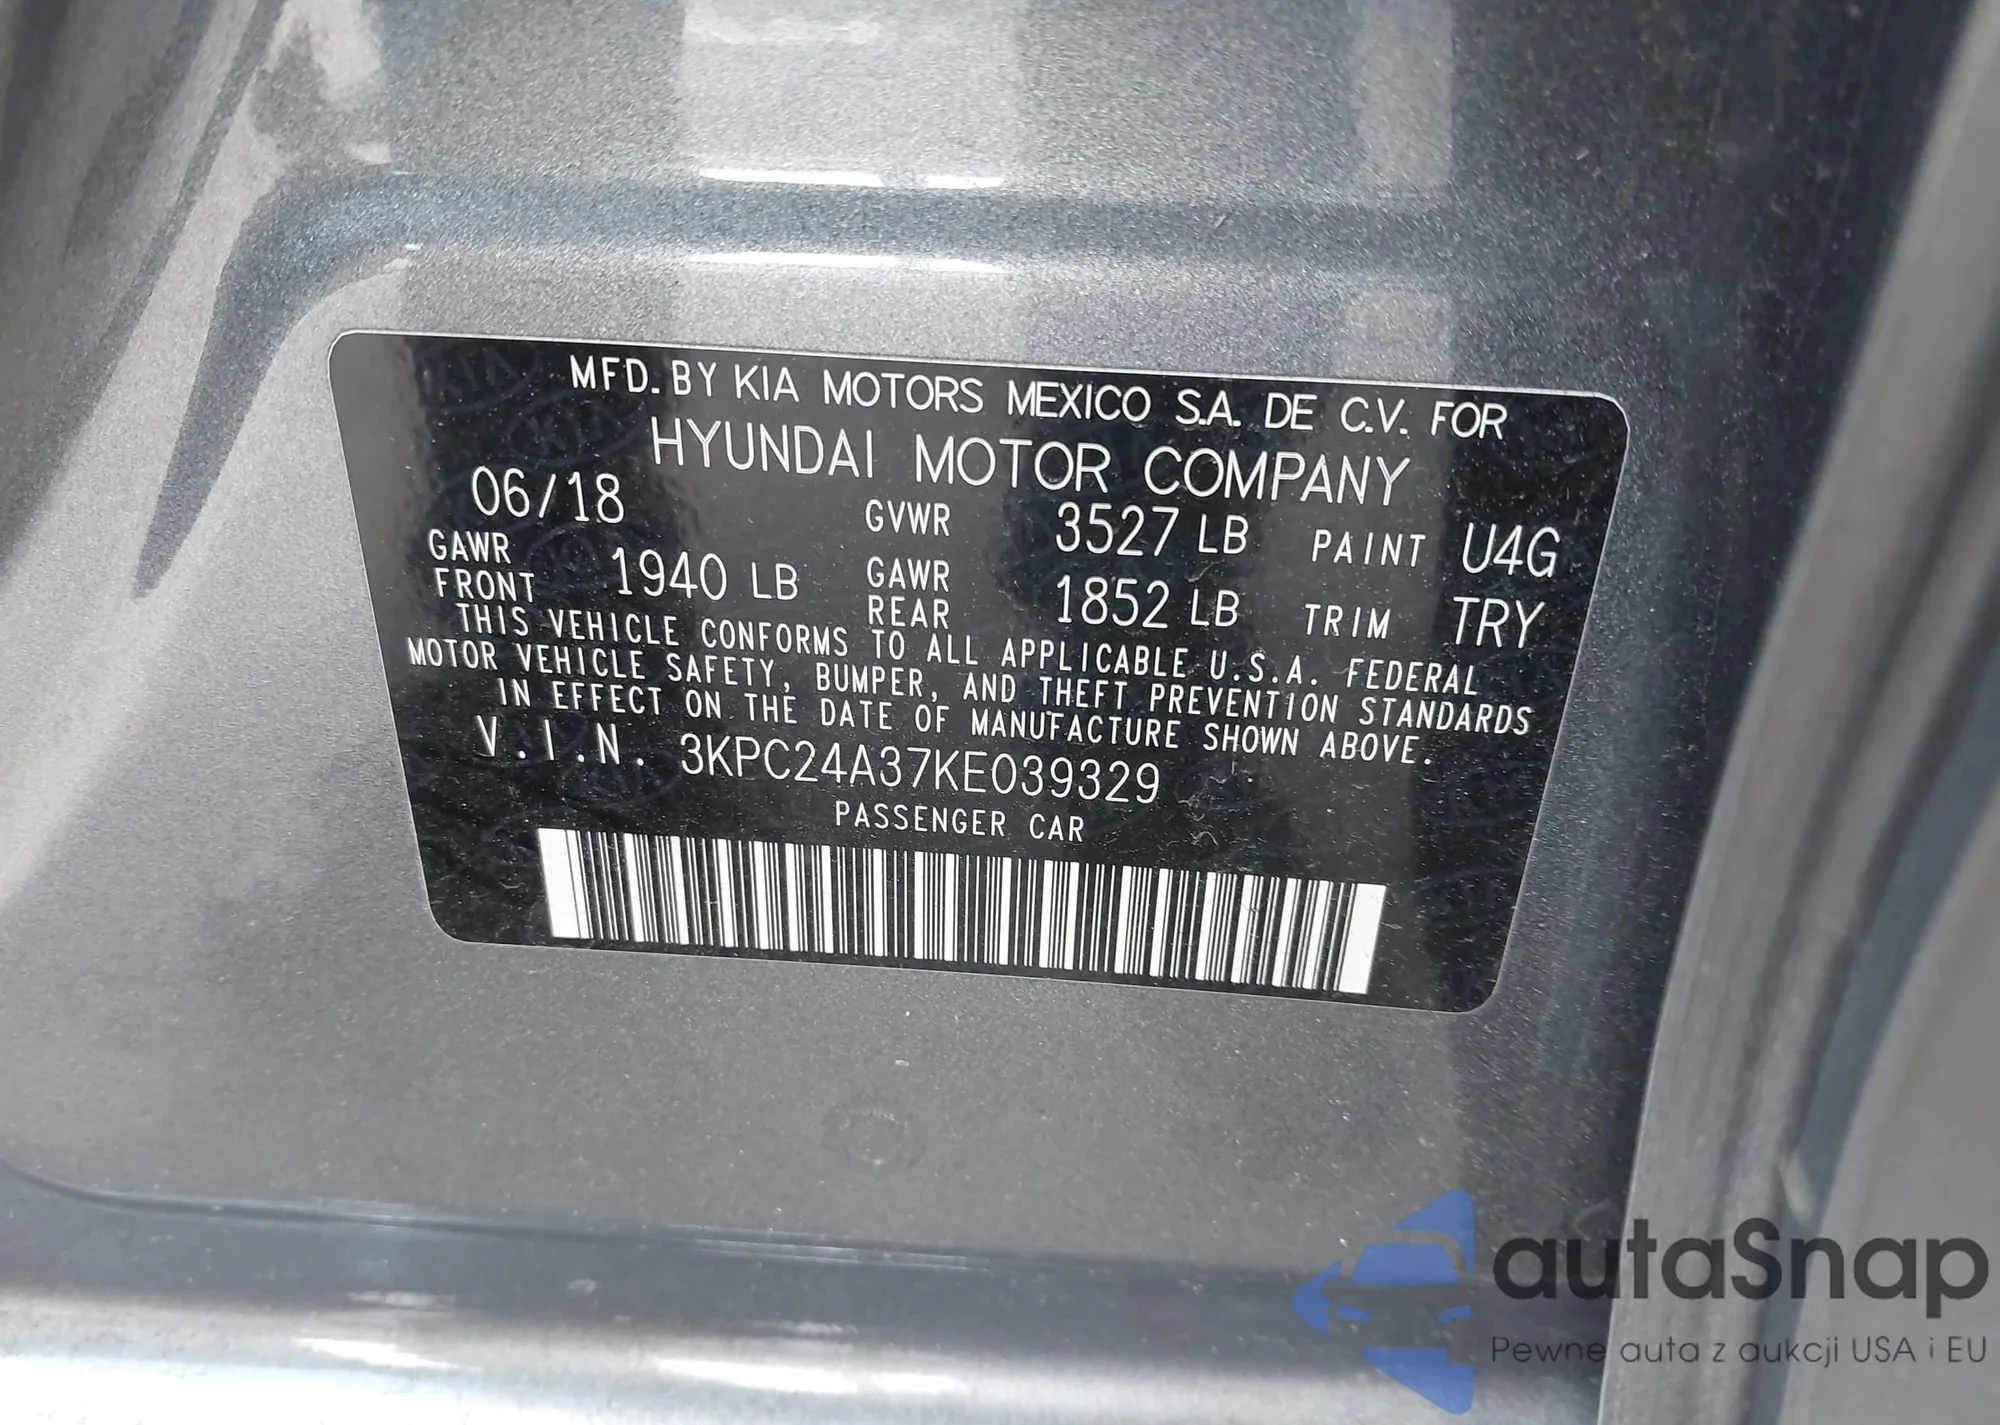 MFD. BY KIA MOTORS MEXICO S.A. DE C.V. FOR
HYUNDAI MOTOR COMPANY
06/18 GVWR 3527 LB PAINT U4G
GAWR FRONT 1940 LB GAWR REAR 1852 LB TRIM TRY
THIS VEHICLE CONFORMS TO ALL APPLICABLE U.S.A. FEDERAL
MOTOR VEHICLE SAFETY, BUMPER, AND THEFT PREVENTION STANDARDS
IN EFFECT ON THE DATE OF MANUFACTURE SHOWN ABOVE.
V.I.N. 3KPC24A37KE039329
PASSENGER CAR
autaSnap
Pewne auta z aukcji USA i EU